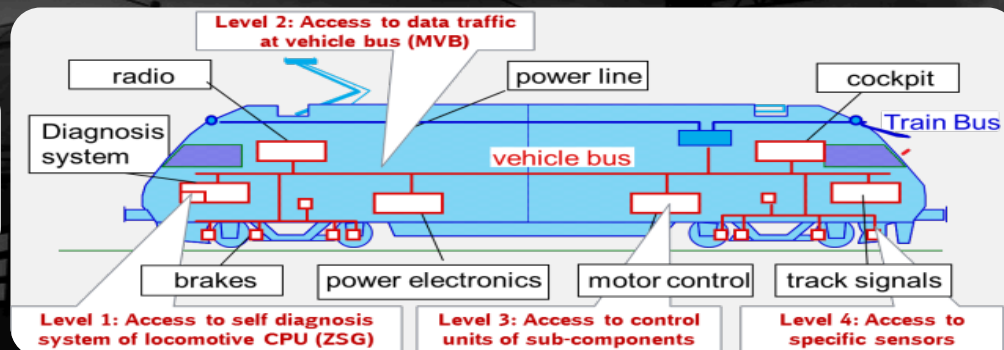 Level 2: Access to data traffic
at vehicle bus (MVB)
radio
power line
cockpit
Diagnosis
system
Train Bus
vehicle bus
brakes
power electronics
motor control
track signals
Level 1: Access to self diagnosis
system of locomotive CPU (ZSG)
Level 3: Access to control
units of sub-components
Level 4: Access to
specific sensors